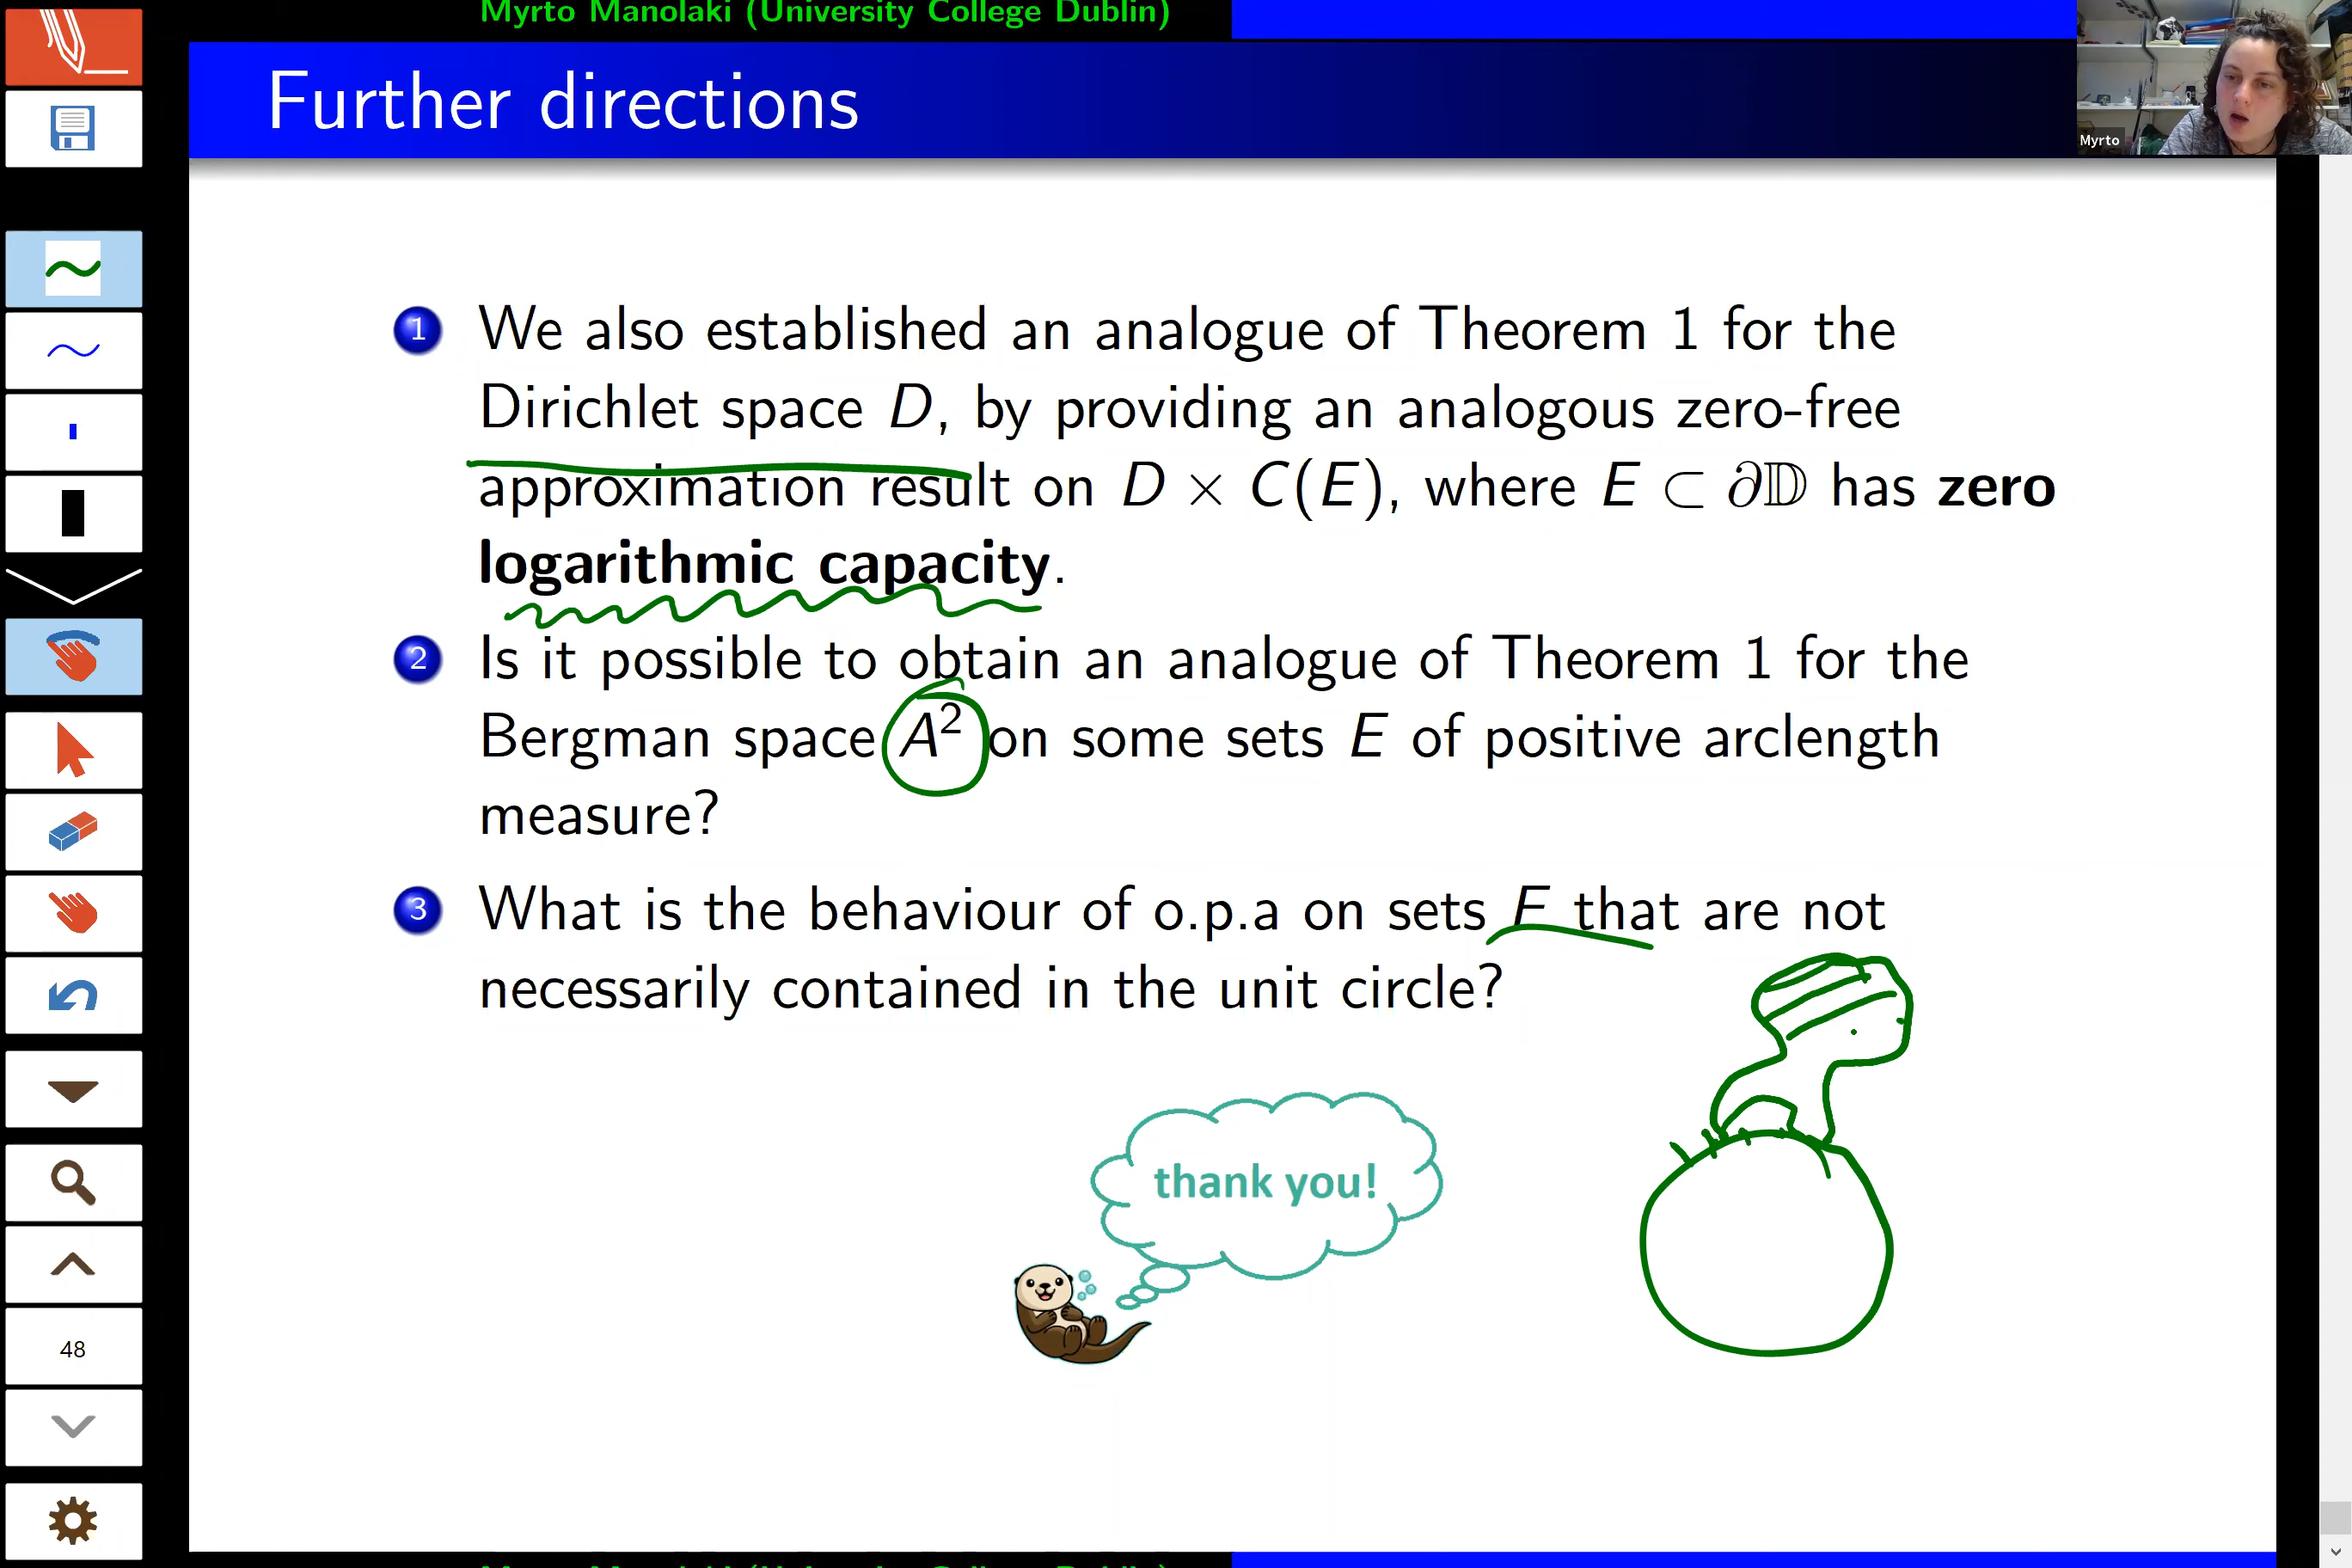 Myrto Manolaki (University College Dublin)
Further directions
Myrto
1 We also established an analogue of Theorem 1 for the
Dirichlet space D, by providing an analogous zero-free
approximation result on D × C(E), where E ⊂ ∂𝔻 has zero
logarithmic capacity.
2 Is it possible to obtain an analogue of Theorem 1 for the
Bergman space A² on some sets E of positive arclength
measure?
3 What is the behaviour of o.p.a on sets E that are not
necessarily contained in the unit circle?
thank you!
48